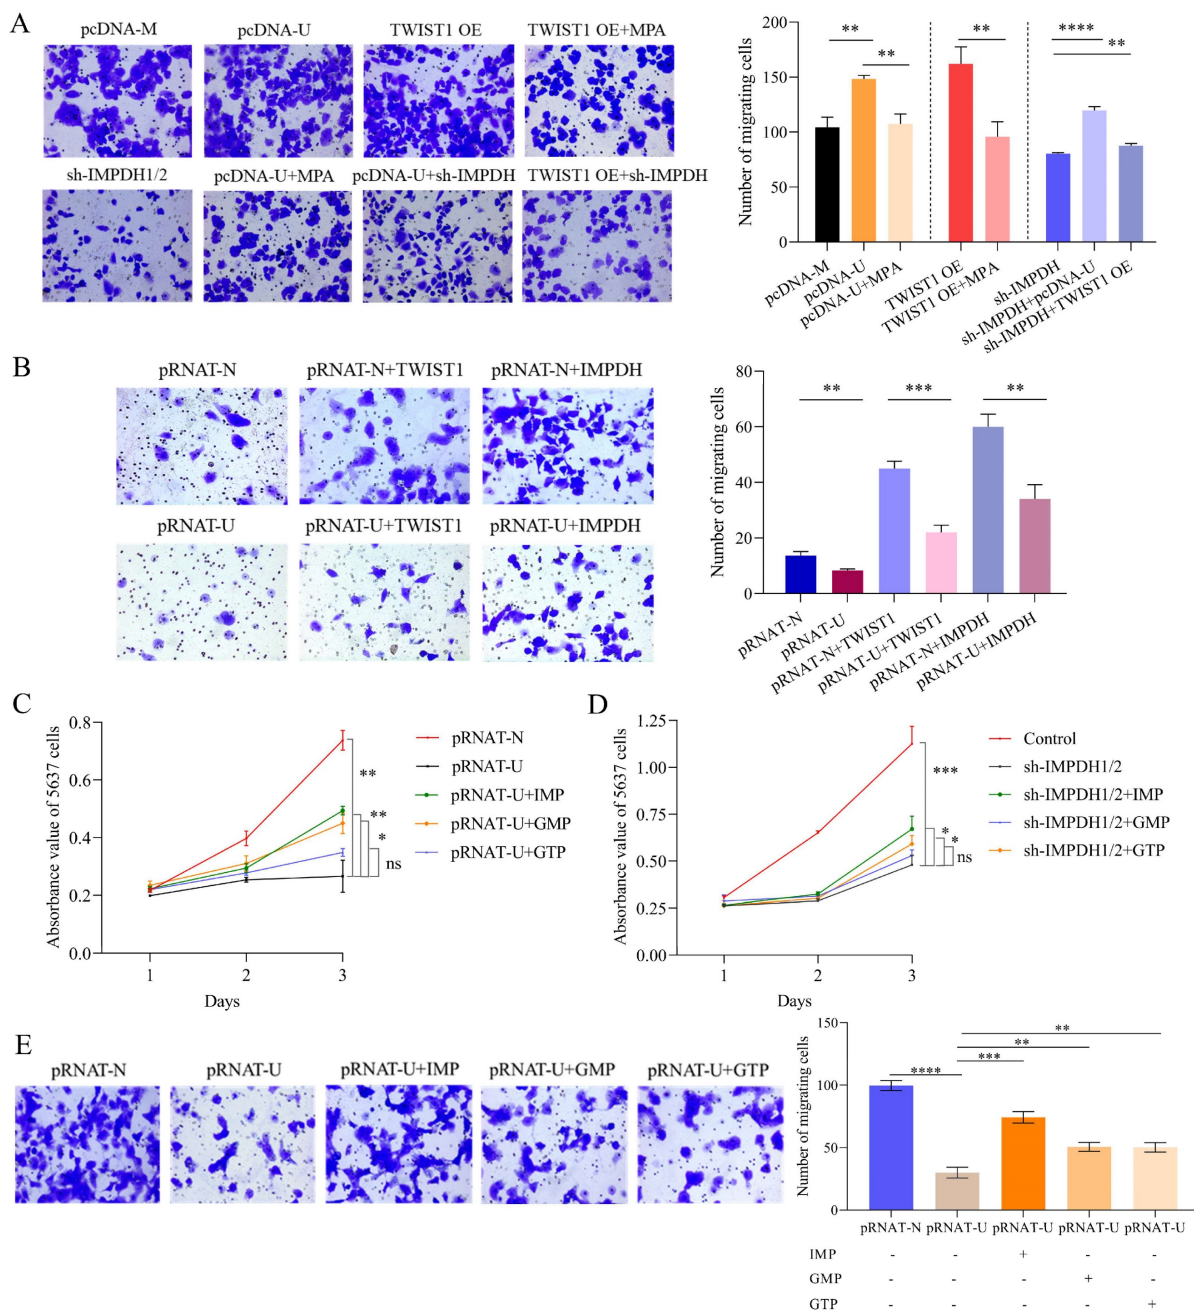 A
pcDNA-M
pcDNA-U
TWIST1 OE
TWIST1 OE+MPA
sh-IMPDH1/2
pcDNA-U+MPA
pcDNA-U+sh-IMPDH
TWIST1 OE+sh-IMPDH
Number of migrating cells
200
150
100
50
0
**
**
**
****
**
pcDNA-M
pcDNA-U
pcDNA-U+MPA
TWIST1 OE
TWIST1 OE+MPA
sh-IMPDH
sh-IMPDH+pcDNA-U
sh-IMPDH+TWIST1 OE
B
pRNAT-N
pRNAT-N+TWIST1
pRNAT-N+IMPDH
pRNAT-U
pRNAT-U+TWIST1
pRNAT-U+IMPDH
Number of migrating cells
80
60
40
20
0
**
***
**
pRNAT-N
pRNAT-U
pRNAT-N+TWIST1
pRNAT-U+TWIST1
pRNAT-N+IMPDH
pRNAT-U+IMPDH
C
Absorbance value of 5637 cells
0.8
0.6
0.4
0.2
0.0
1
2
3
Days
**
**
*
ns
pRNAT-N
pRNAT-U
pRNAT-U+IMP
pRNAT-U+GMP
pRNAT-U+GTP
D
Absorbance value of 5637 cells
1.25
1.00
0.75
0.50
0.25
0.00
1
2
3
Days
***
*
*
ns
Control
sh-IMPDH1/2
sh-IMPDH1/2+IMP
sh-IMPDH1/2+GMP
sh-IMPDH1/2+GTP
E
pRNAT-N
pRNAT-U
pRNAT-U+IMP
pRNAT-U+GMP
pRNAT-U+GTP
Number of migrating cells
150
100
50
0
**
**
***
****
pRNAT-N pRNAT-U pRNAT-U pRNAT-U pRNAT-U
IMP - - + - -
GMP - - - + -
GTP - - - - +